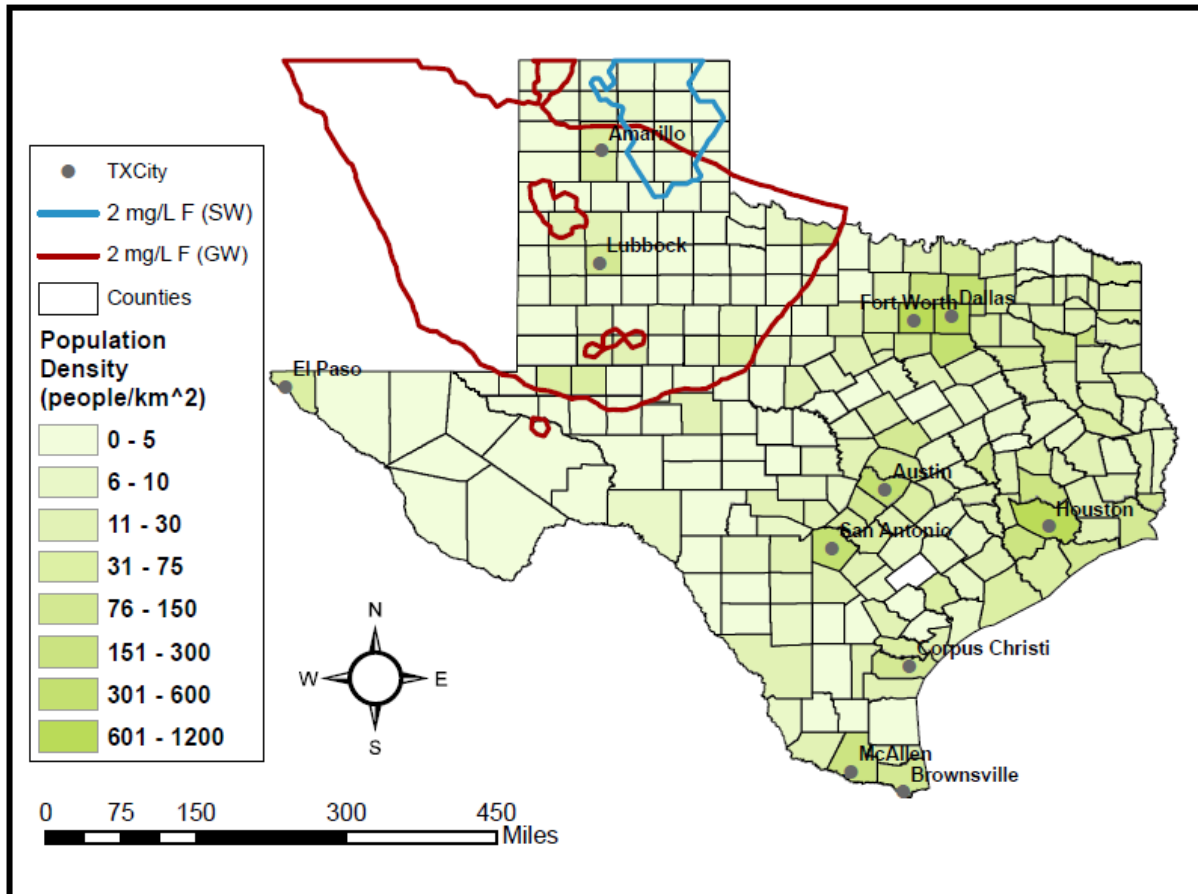 Amarillo
Lubbock
Fort Worth
Dallas
El Paso
Austin
Houston
San Antonio
Corpus Christi
McAllen
Brownsville
TXCity
2 mg/L F (SW)
2 mg/L F (GW)
Counties
Population
Density
(people/km^2)
0 - 5
6 - 10
11 - 30
31 - 75
76 - 150
151 - 300
301 - 600
601 - 1200
N
W E
S
0 75 150 300 450
Miles